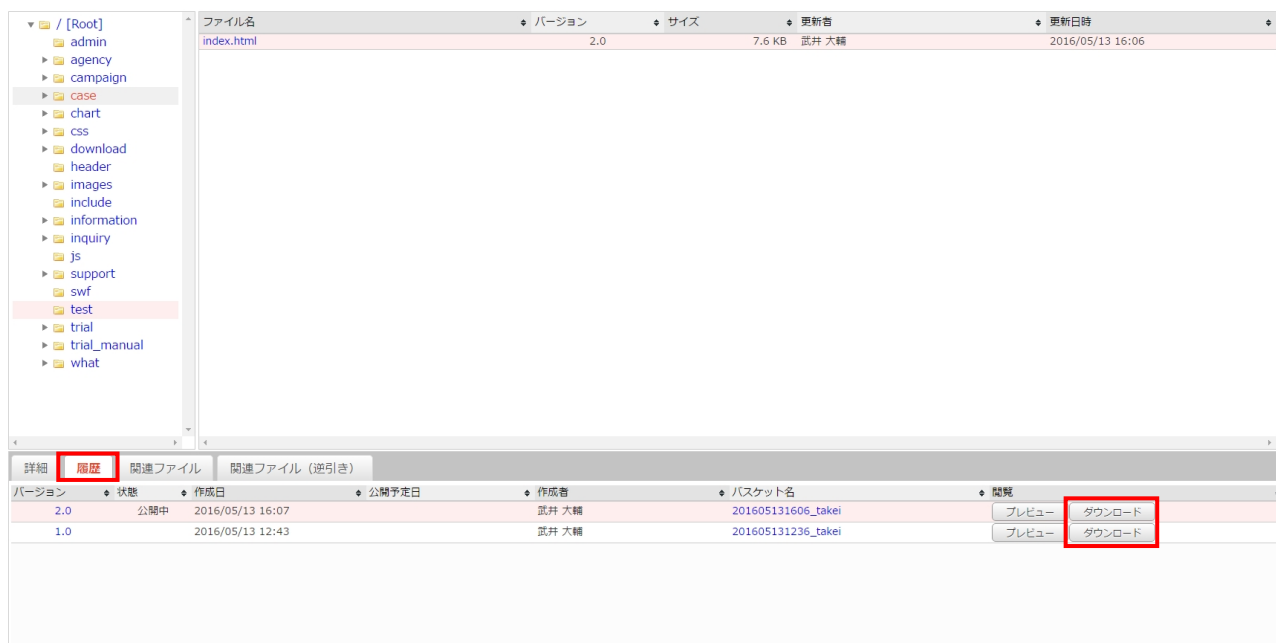 / [Root]
admin
agency
campaign
case
chart
css
download
header
images
include
information
inquiry
js
support
swf
test
trial
trial_manual
what
ファイル名 バージョン サイズ 更新者 更新日時
index.html 2.0 7.6 KB 武井 大輔 2016/05/13 16:06
詳細 履歴 関連ファイル 関連ファイル（逆引き）
バージョン 状態 作成日 公開予定日 作成者 バスケット名 閲覧
2.0 公開中 2016/05/13 16:07 武井 大輔 201605131606_takei プレビュー ダウンロード
1.0 2016/05/13 12:43 武井 大輔 201605131236_takei プレビュー ダウンロード